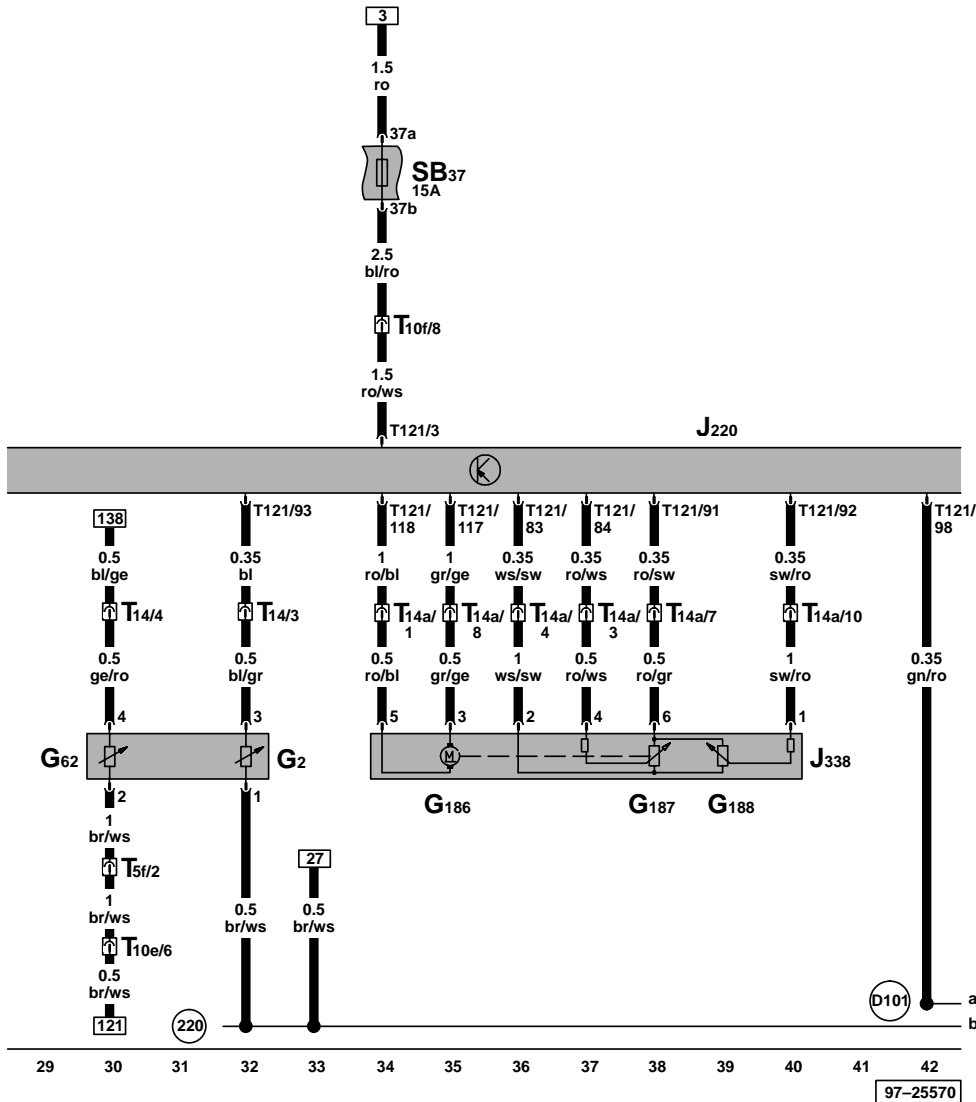 3
1.5
ro
37a
SB37
15A
37b
2.5
bl/ro
T10f/8
1.5
ro/ws
T121/3
J220
138
T121/93
T121/
118
T121/
117
T121/
83
T121/
84
T121/91
T121/92
T121/
98
0.5
bl/ge
0.35
bl
1
ro/bl
1
gr/ge
0.35
ws/sw
0.35
ro/ws
0.35
ro/sw
0.35
sw/ro
T14/4
T14/3
T14a/
1
T14a/
8
T14a/
4
T14a/
3
T14a/7
T14a/10
0.5
ge/ro
0.5
bl/gr
0.5
ro/bl
0.5
gr/ge
1
ws/sw
0.5
ro/ws
0.5
ro/gr
1
sw/ro
0.35
gn/ro
4
3
5
3
2
4
6
1
G62
G2
M
J338
2
1
G186
G187
G188
1
br/ws
T5f/2
27
1
br/ws
0.5
br/ws
0.5
br/ws
T10e/6
0.5
br/ws
121
220
D101
a
b
29 30 31 32 33 34 35 36 37 38 39 40 41 42
97–25570